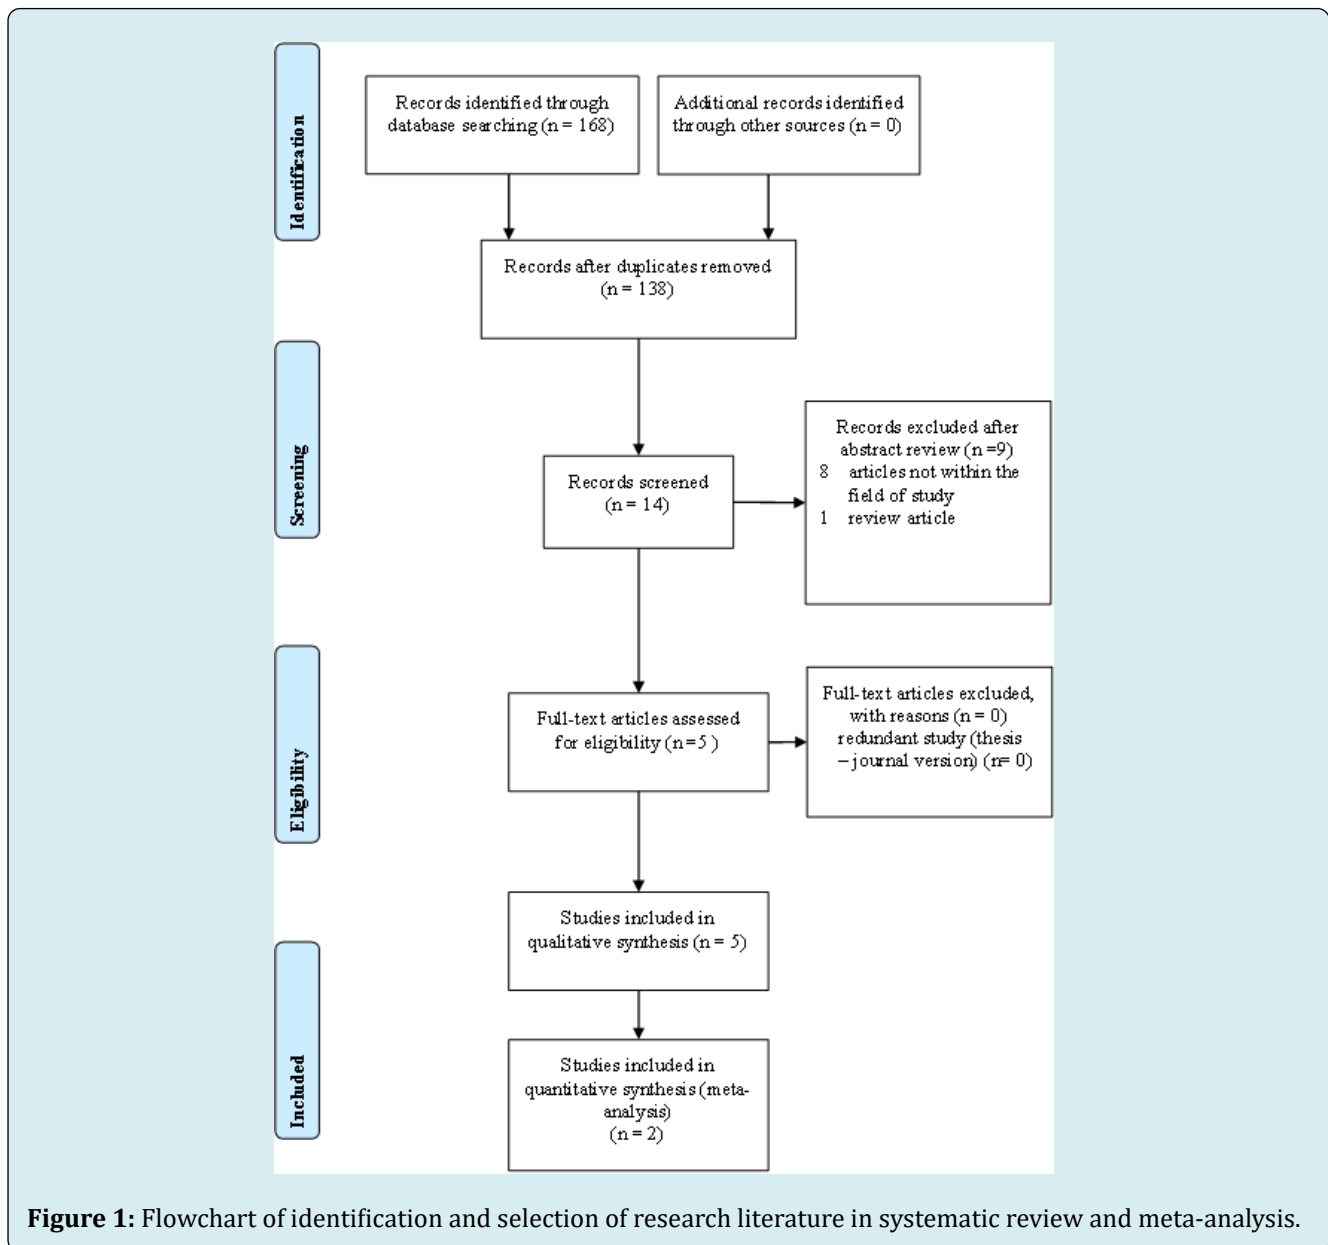 Identification
Records identified through
database searching (n = 168)
Additional records identified
through other sources (n = 0)
Records after duplicates removed
(n = 138)
Screening
Records screened
(n = 14)
Records excluded after
abstract review (n =9)
8 articles not within the
field of study
1 review article
Eligibility
Full-text articles assessed
for eligibility (n =5 )
Full-text articles excluded,
with reasons (n = 0)
redundant study (thesis
– journal version) (n= 0)
Included
Studies included in
qualitative synthesis (n = 5)
Studies included in
quantitative synthesis (meta-
analysis)
(n = 2)
Figure 1: Flowchart of identification and selection of research literature in systematic review and meta-analysis.